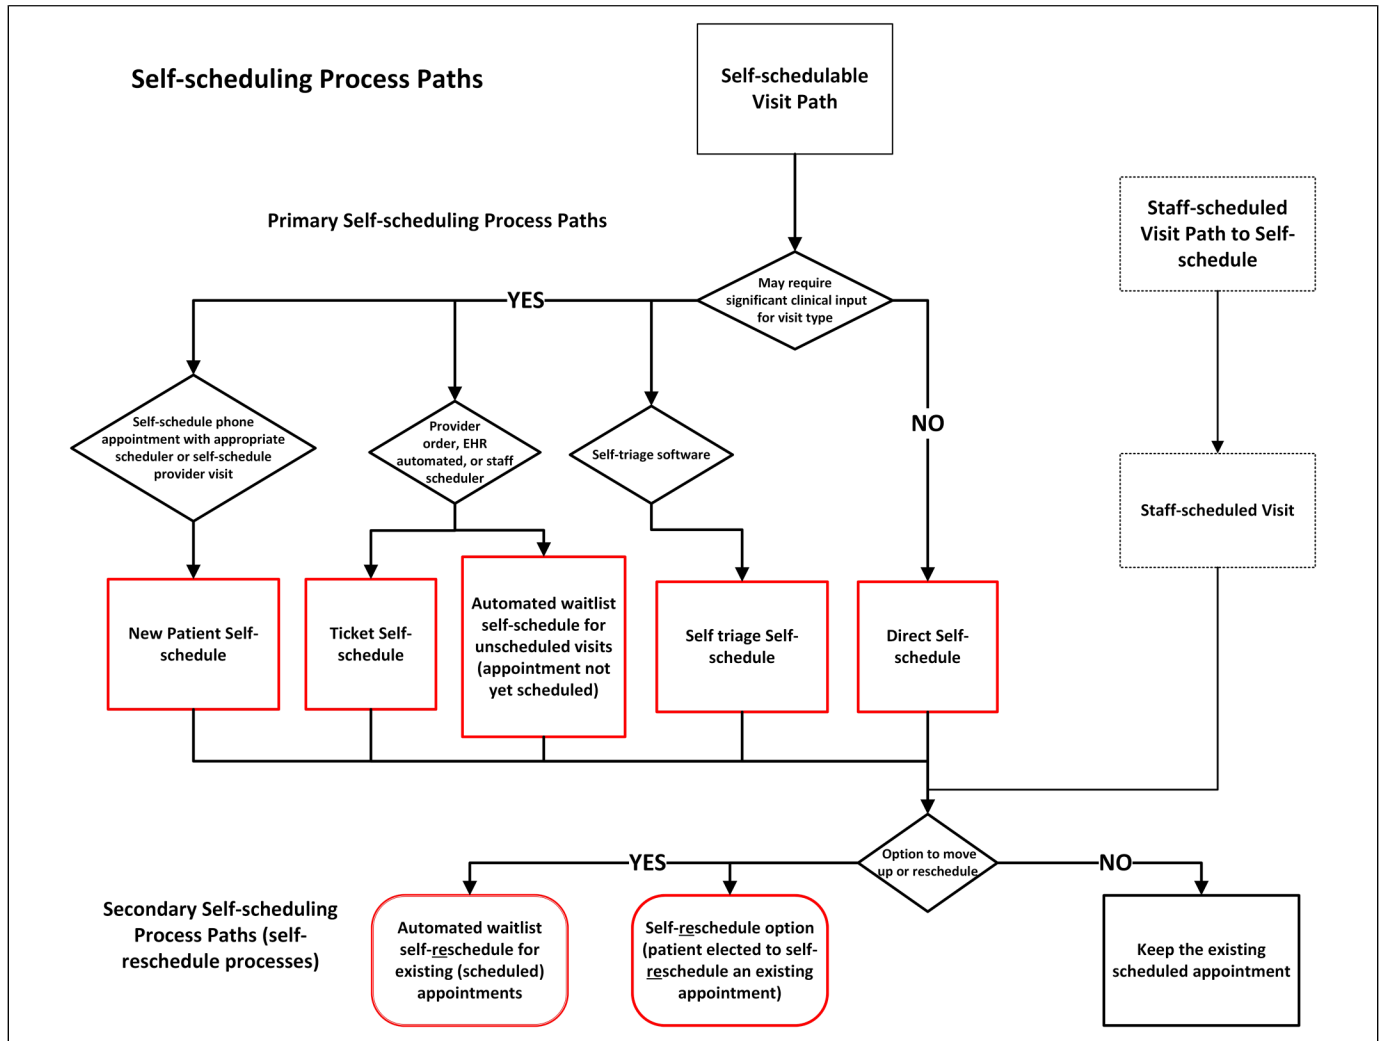 Self-scheduling Process Paths
Self-schedulable
Visit Path
Primary Self-scheduling Process Paths
Staff-scheduled
Visit Path to Self-
schedule
May require
significant clinical input
for visit type
YES
NO
Self-schedule phone
appointment with appropriate
scheduler or self-schedule
provider visit
Provider
order, EHR
automated, or staff
scheduler
Self-triage software
Staff-scheduled Visit
New Patient Self-
schedule
Ticket Self-
schedule
Automated waitlist
self-schedule for
unscheduled visits
(appointment not
yet scheduled)
Self triage Self-
schedule
Direct Self-
schedule
Option to move
up or reschedule
YES
NO
Secondary Self-scheduling
Process Paths (self-
reschedule processes)
Automated waitlist
self-reschedule for
existing (scheduled)
appointments
Self-reschedule option
(patient elected to self-
reschedule an existing
appointment)
Keep the existing
scheduled appointment